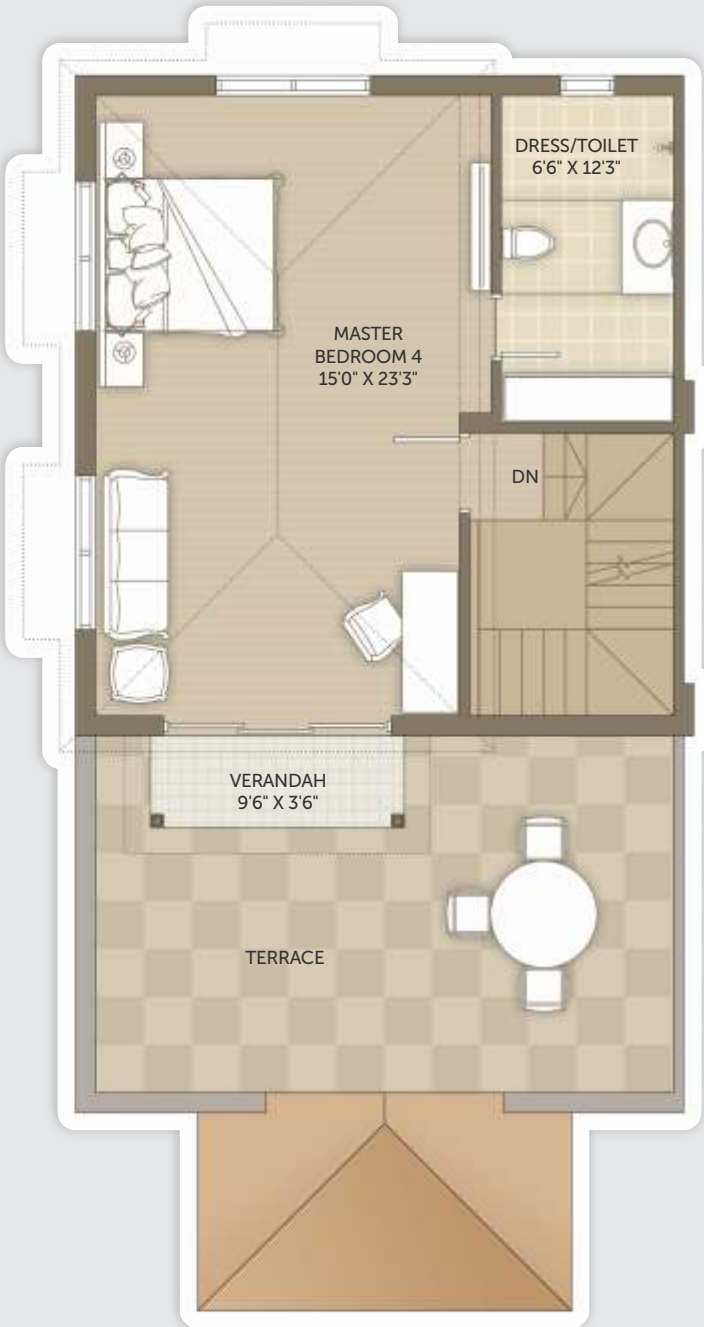 DRESS/TOILET
6'6" X 12'3"
MASTER
BEDROOM 4
15'0" X 23'3"
DN
VERANDAH
9'6" X 3'6"
TERRACE